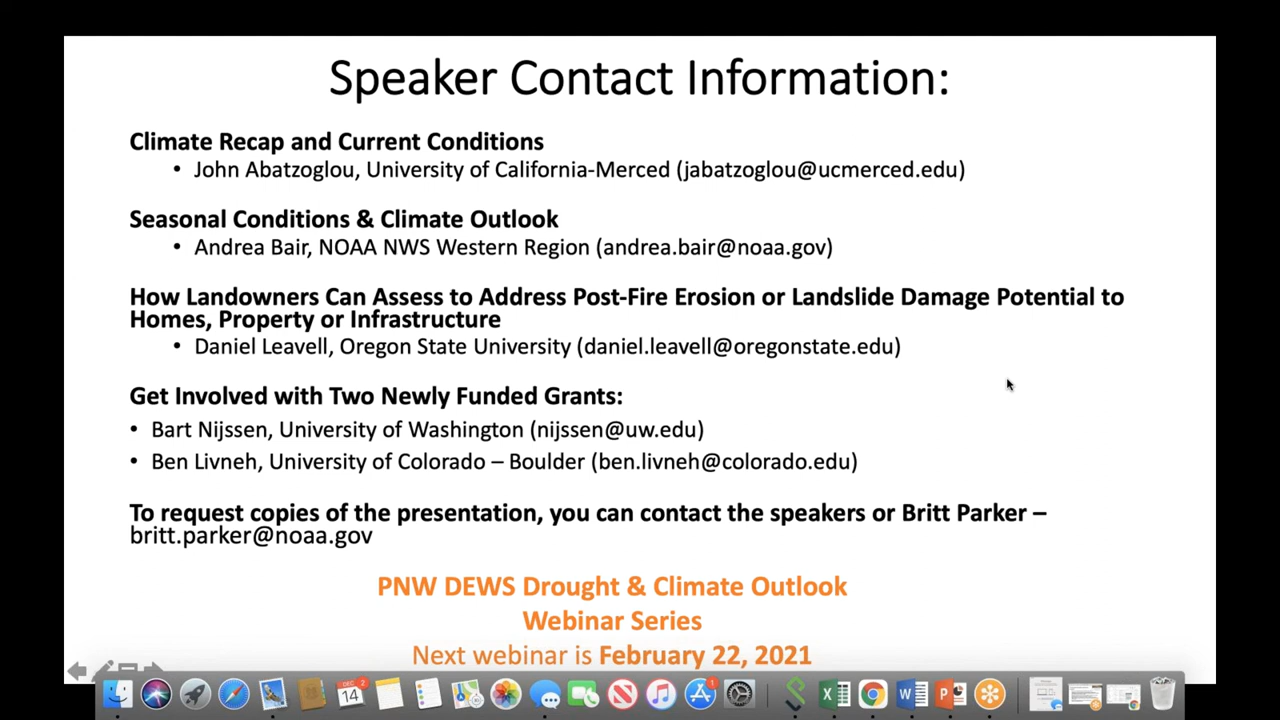 Speaker Contact Information:
Climate Recap and Current Conditions
• John Abatzoglou, University of California-Merced (jabatzoglou@ucmerced.edu)
Seasonal Conditions & Climate Outlook
• Andrea Bair, NOAA NWS Western Region (andrea.bair@noaa.gov)
How Landowners Can Assess to Address Post-Fire Erosion or Landslide Damage Potential to
Homes, Property or Infrastructure
• Daniel Leavell, Oregon State University (daniel.leavell@oregonstate.edu)
Get Involved with Two Newly Funded Grants:
• Bart Nijssen, University of Washington (nijssen@uw.edu)
• Ben Livneh, University of Colorado – Boulder (ben.livneh@colorado.edu)
To request copies of the presentation, you can contact the speakers or Britt Parker –
britt.parker@noaa.gov
PNW DEWS Drought & Climate Outlook
Webinar Series
Next webinar is February 22, 2021
DEC 2
14
1
X W P